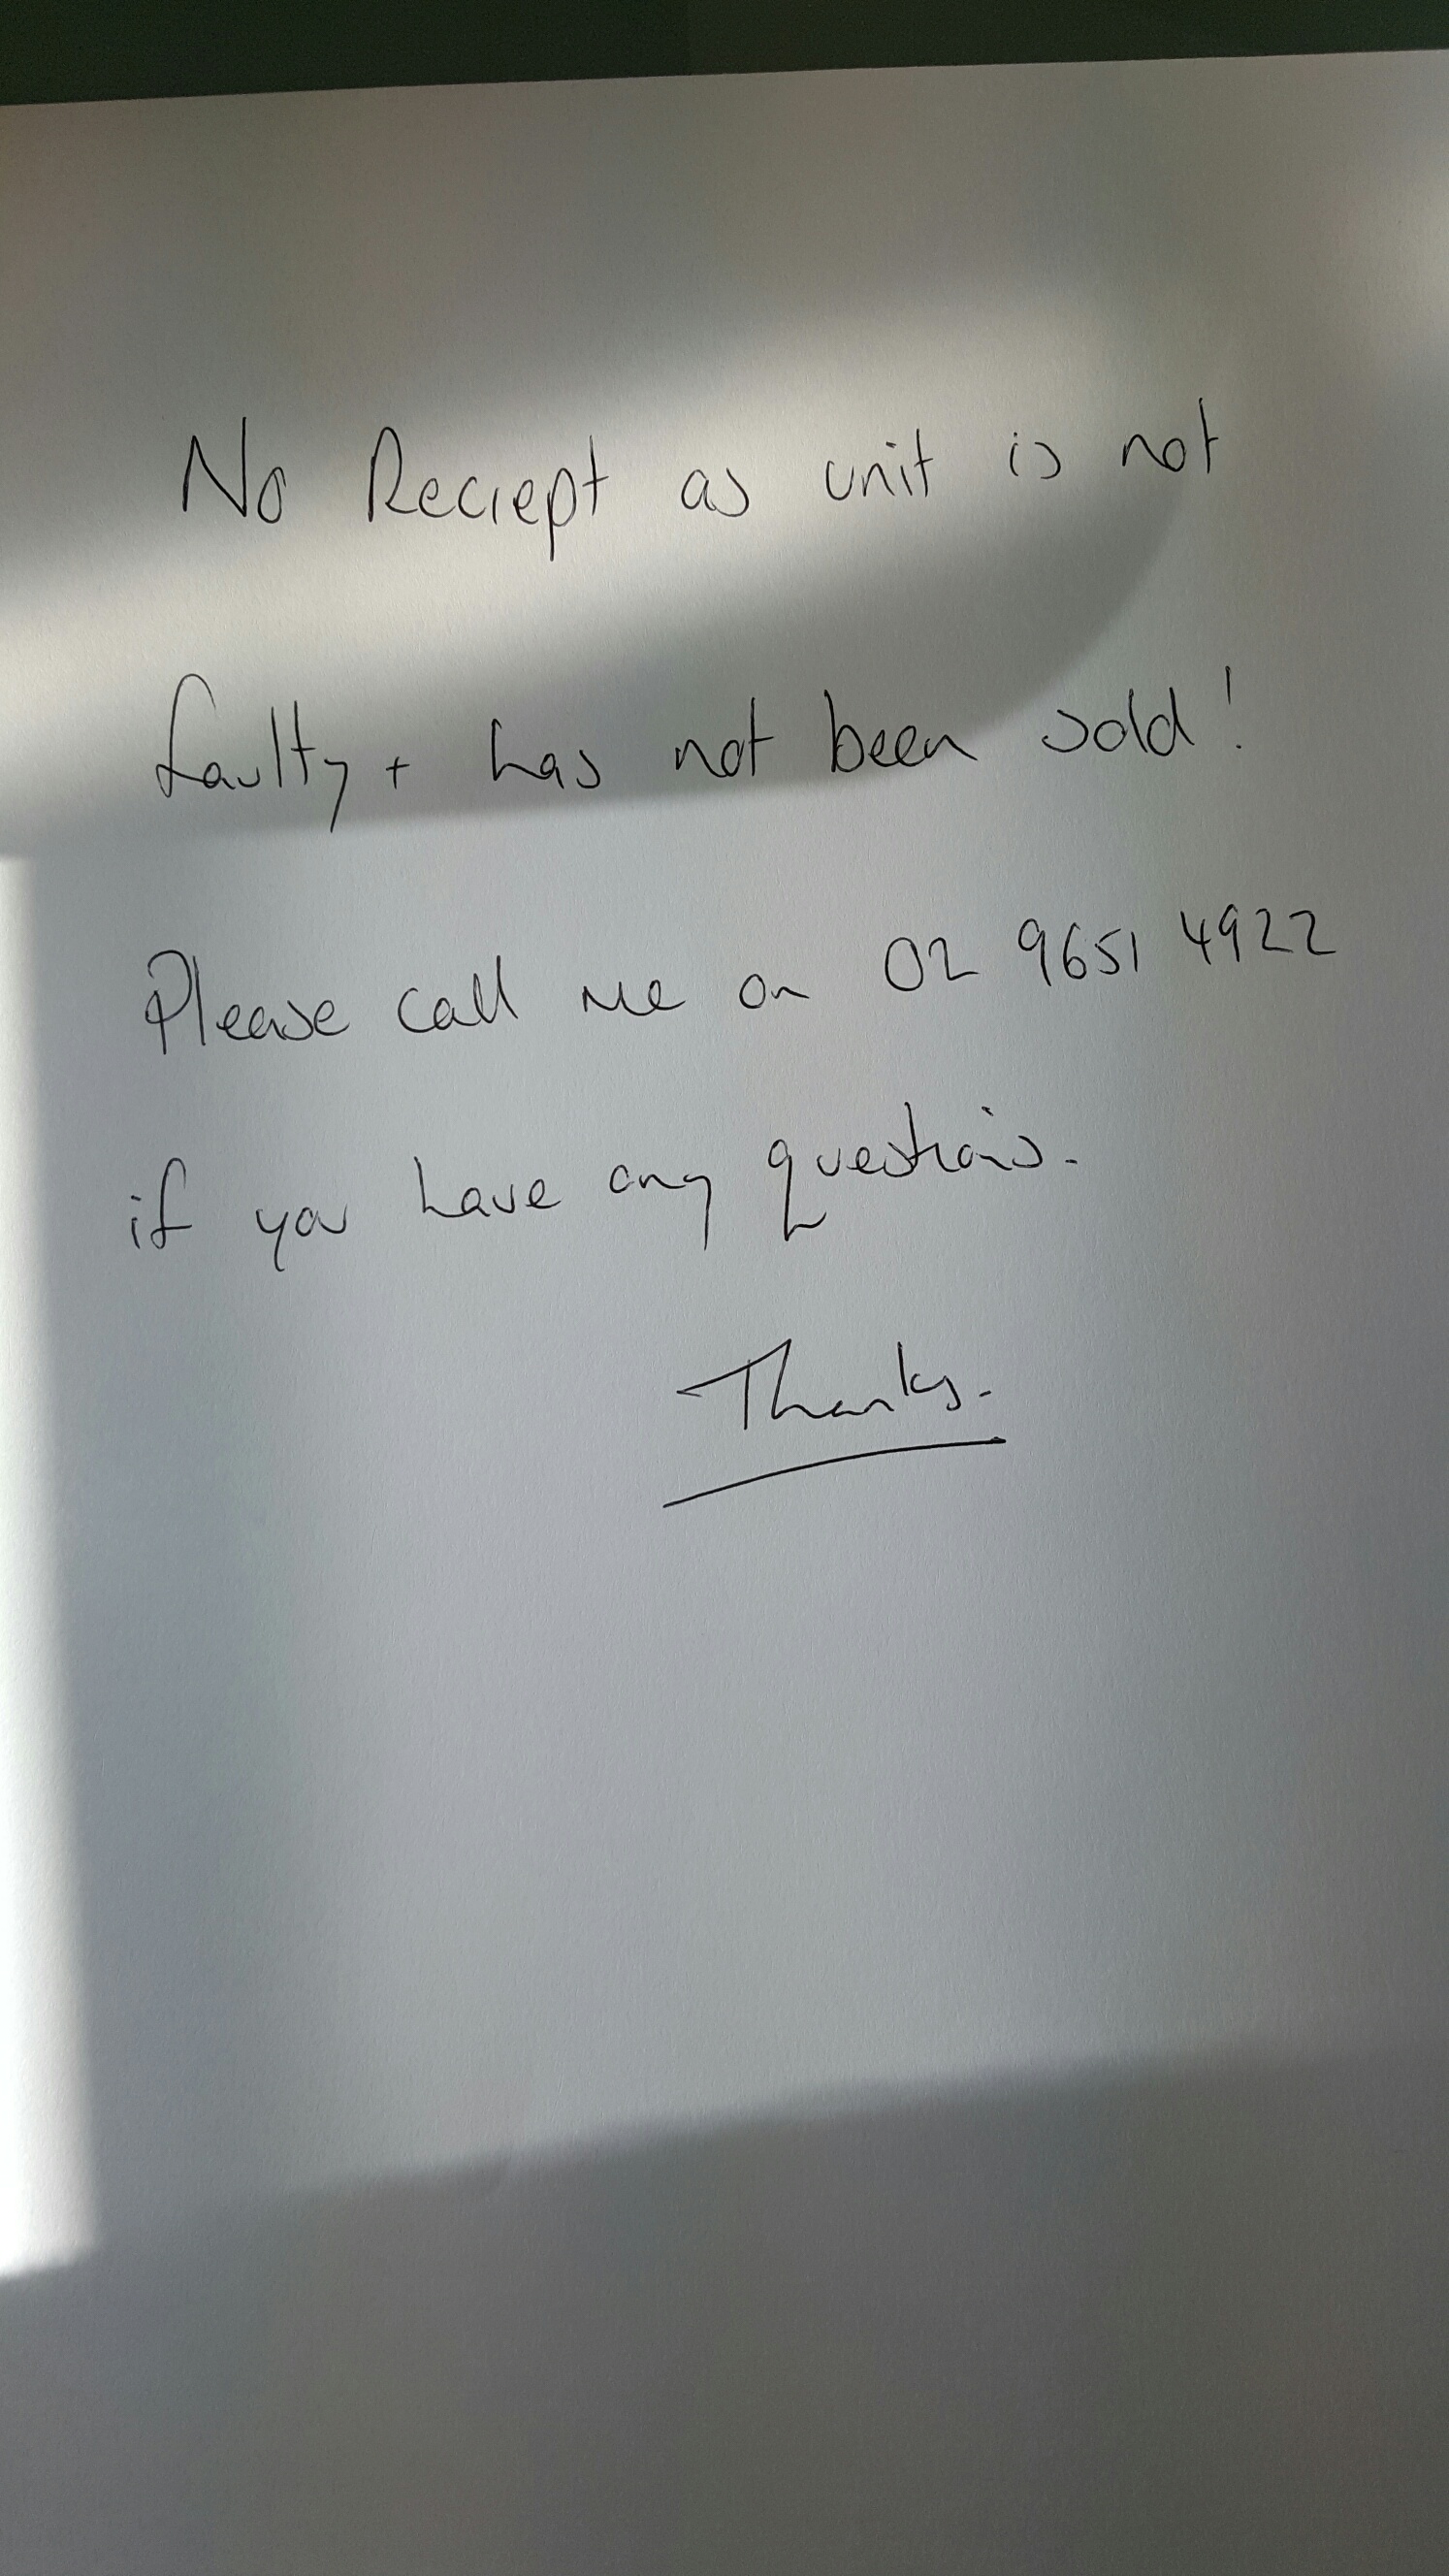 No Reciept as unit is not
faulty + has not been sold!
Please call me on 02 9651 4922
if you have any questions.
Thanks.